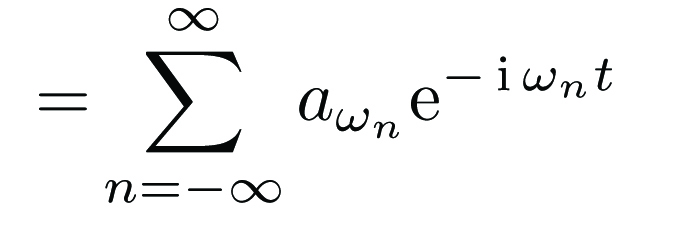 = \sum_{n=-\infty}^{\infty} a_{\omega_n} \mathrm{e}^{-\mathrm{i}\,\omega_n t}